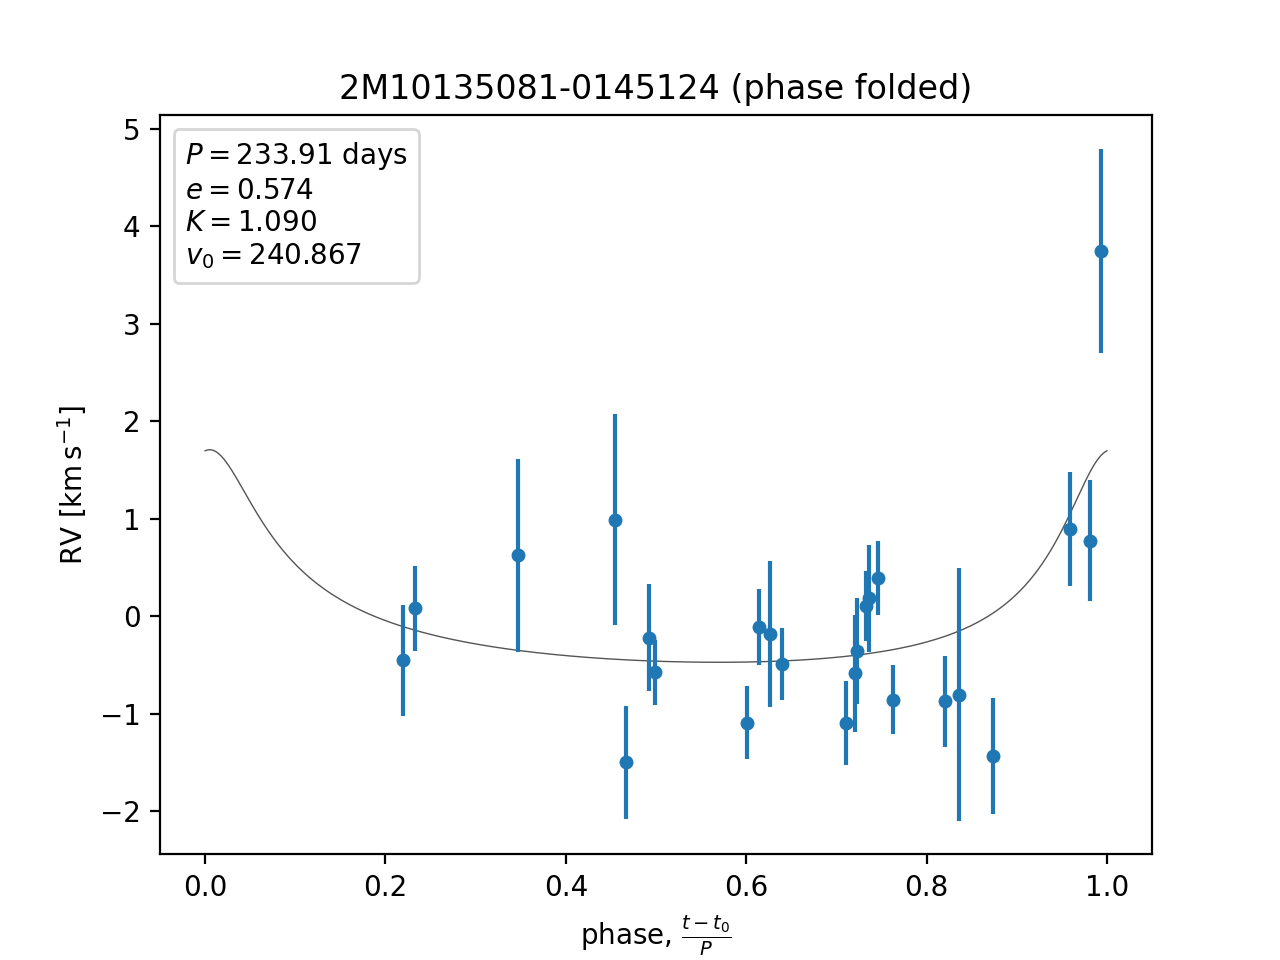 2M10135081-0145124 (phase folded)
P = 233.91 days
e = 0.574
K = 1.090
v₀ = 240.867
5
4
3
2
1
0
−1
−2
RV [km s⁻¹]
0.0 0.2 0.4 0.6 0.8 1.0
phase, (t − t₀)/P